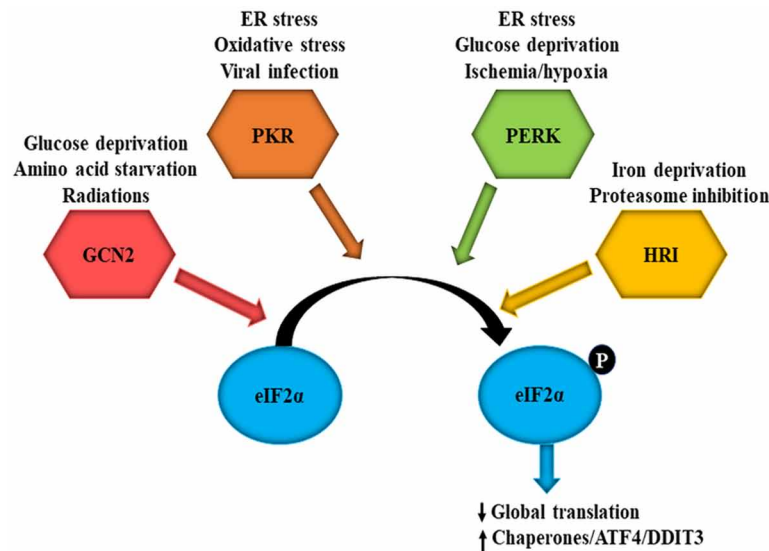 ER stress
Oxidative stress
Viral infection
PKR
ER stress
Glucose deprivation
Ischemia/hypoxia
PERK
Glucose deprivation
Amino acid starvation
Radiations
GCN2
Iron deprivation
Proteasome inhibition
HRI
eIF2α
eIF2α
P
↓ Global translation
↑ Chaperones/ATF4/DDIT3